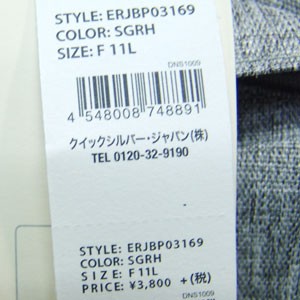 STYLE: ERJBP03169
COLOR: SGRH
SIZE: F 11L
DNS1009
4 548008 748891
クイックシルバー・ジャパン(株)
TEL 0120-32-9190
DNS1009
STYLE: ERJBP03169
COLOR: SGRH
SIZE: F 11L
PRICE: ¥3,800 +(税)